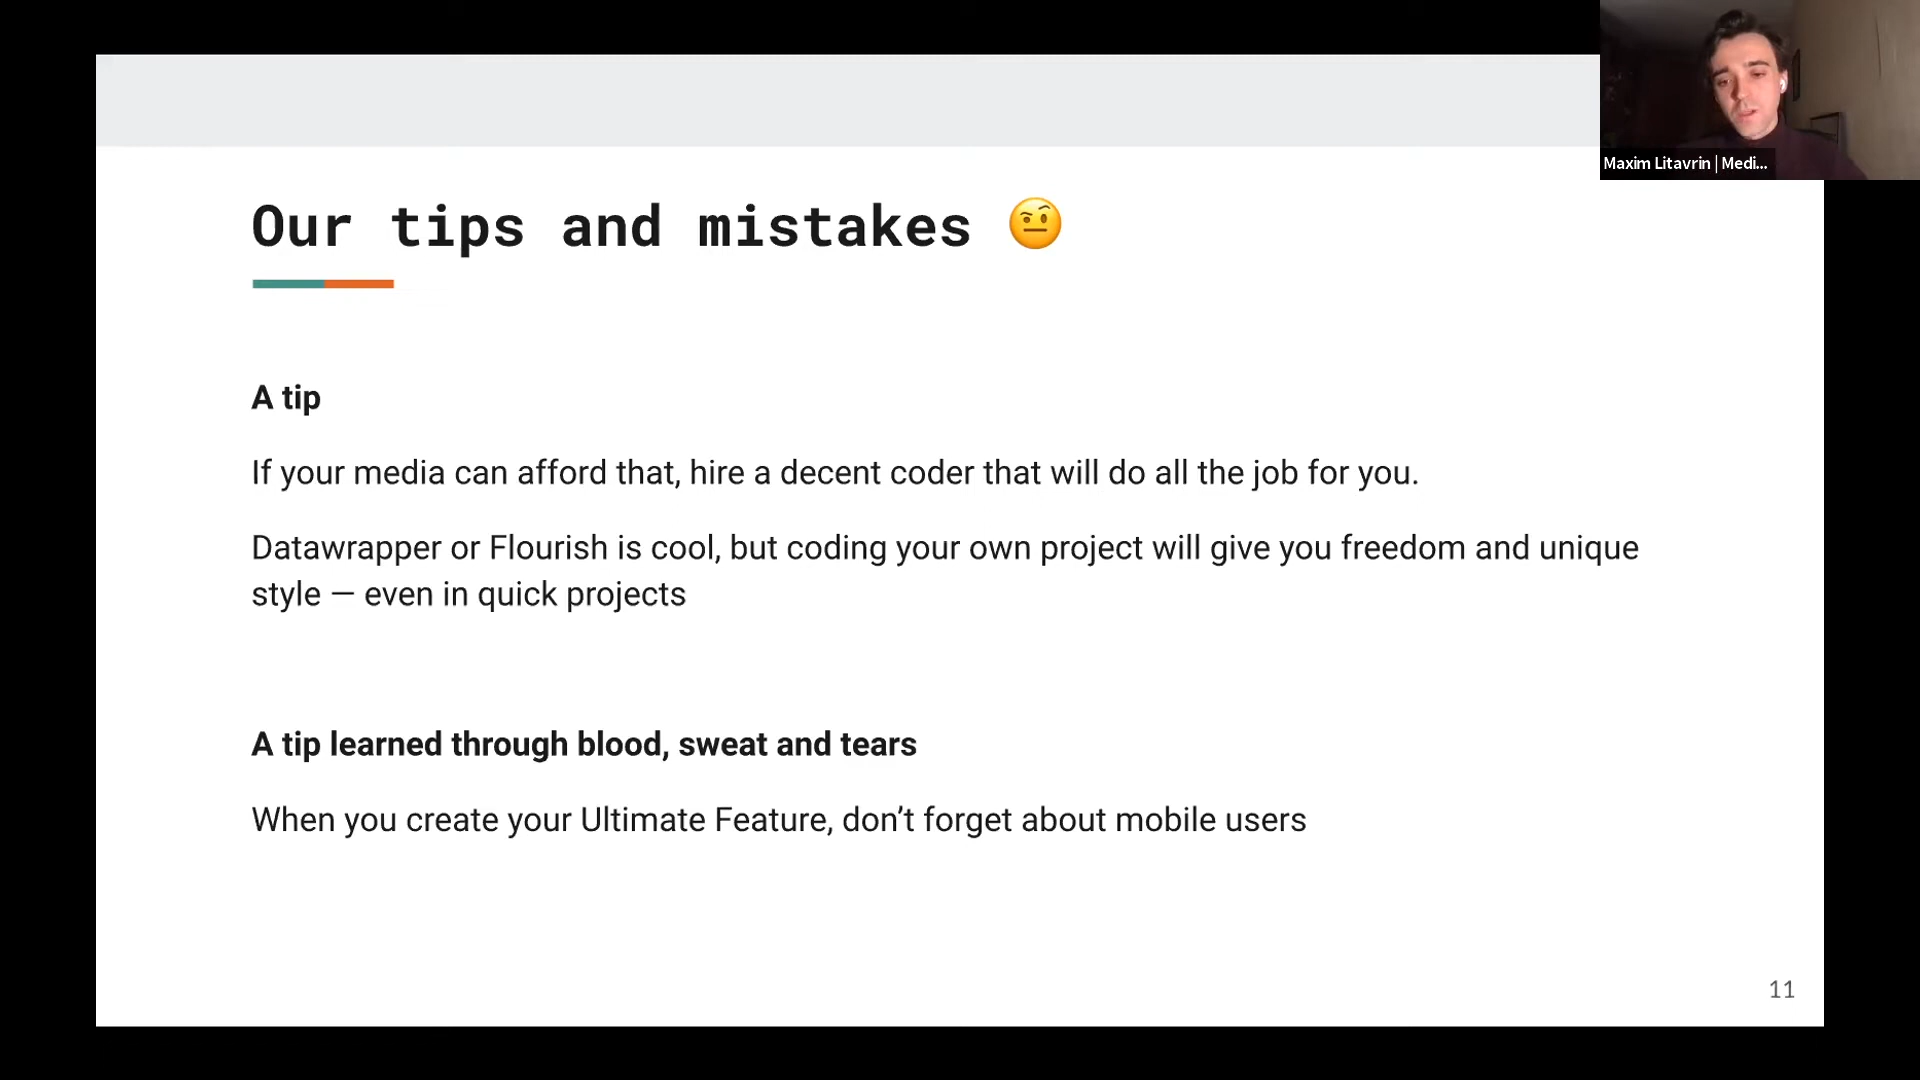 Maxim Litavrin | Medi...
Our tips and mistakes 🤨
A tip
If your media can afford that, hire a decent coder that will do all the job for you.
Datawrapper or Flourish is cool, but coding your own project will give you freedom and unique
style — even in quick projects
A tip learned through blood, sweat and tears
When you create your Ultimate Feature, don’t forget about mobile users
11